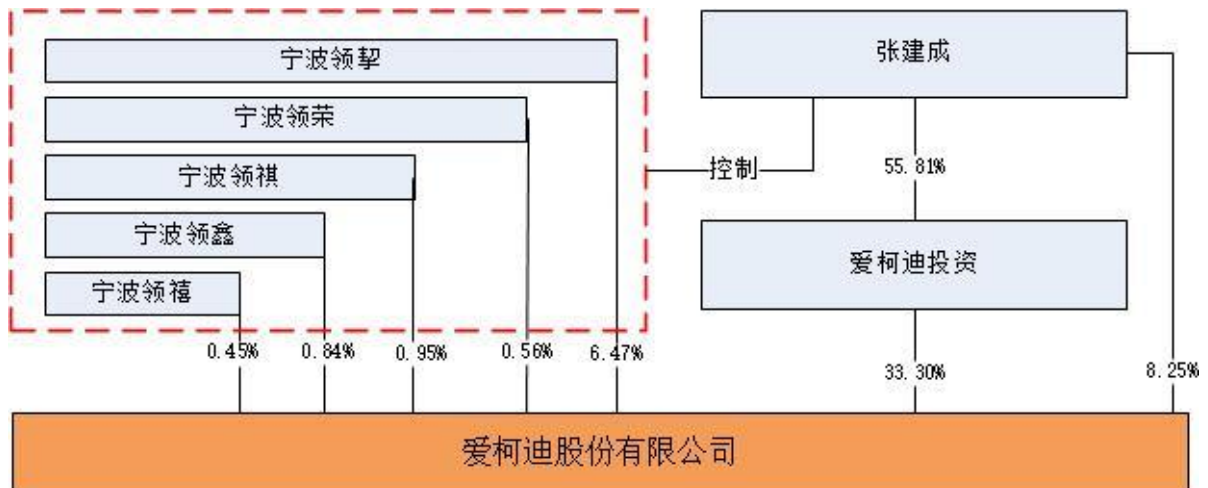 宁波领挈
张建成
宁波领荣
宁波领祺
控制
55.81%
宁波领鑫
爱柯迪投资
宁波领禧
0.45%
0.84%
0.95%
0.56%
6.47%
33.30%
8.25%
爱柯迪股份有限公司